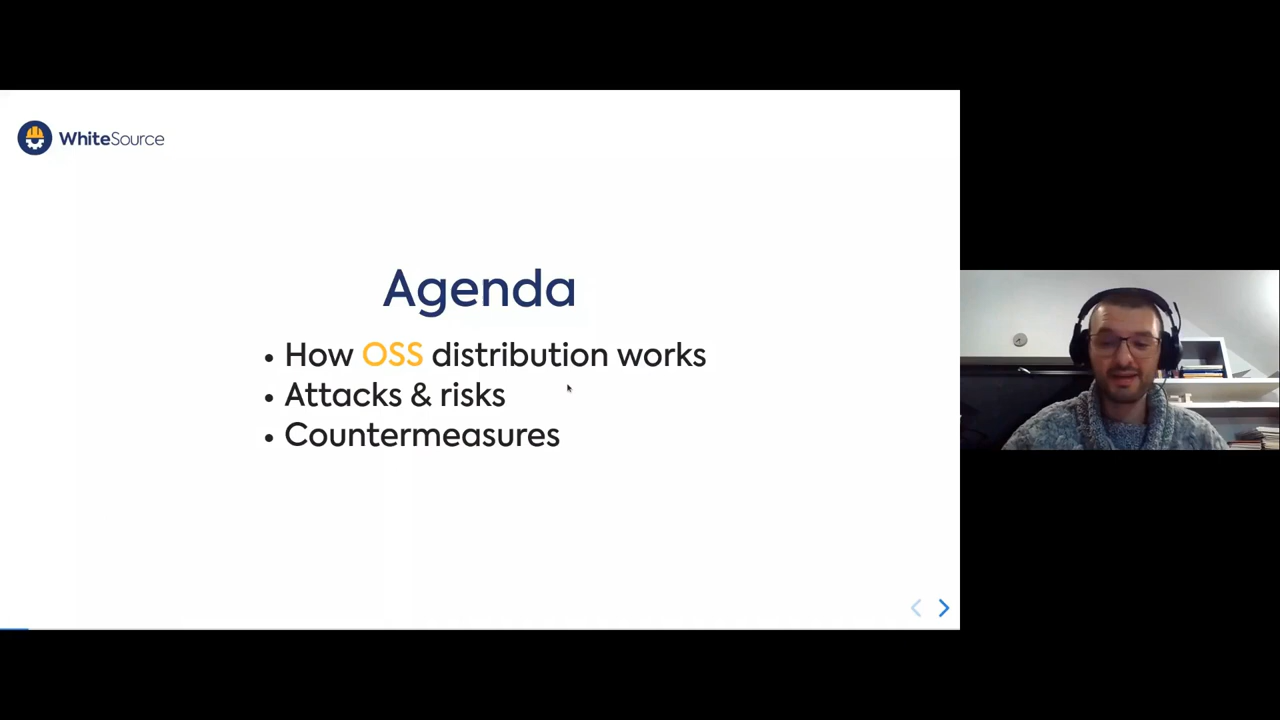 WhiteSource
Agenda
• How OSS distribution works
• Attacks & risks
• Countermeasures